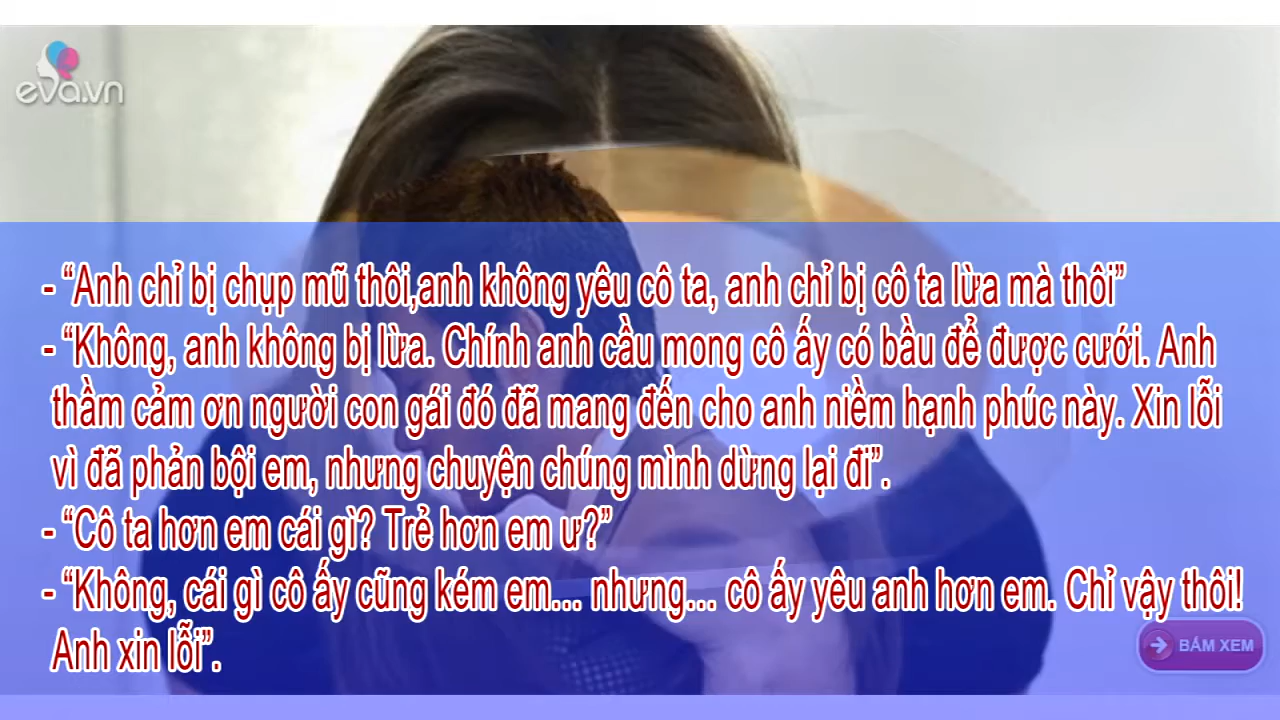 eva.vn
- “Anh chỉ bị chụp mũ thôi,anh không yêu cô ta, anh chỉ bị cô ta lừa mà thôi”
- “Không, anh không bị lừa. Chính anh cầu mong cô ấy có bầu để được cưới. Anh
thầm cảm ơn người con gái đó đã mang đến cho anh niềm hạnh phúc này. Xin lỗi
vì đã phản bội em, nhưng chuyện chúng mình dừng lại đi”.
- “Cô ta hơn em cái gì? Trẻ hơn em ư?”
- “Không, cái gì cô ấy cũng kém em... nhưng... cô ấy yêu anh hơn em. Chỉ vậy thôi!
Anh xin lỗi”.
BẤM XEM